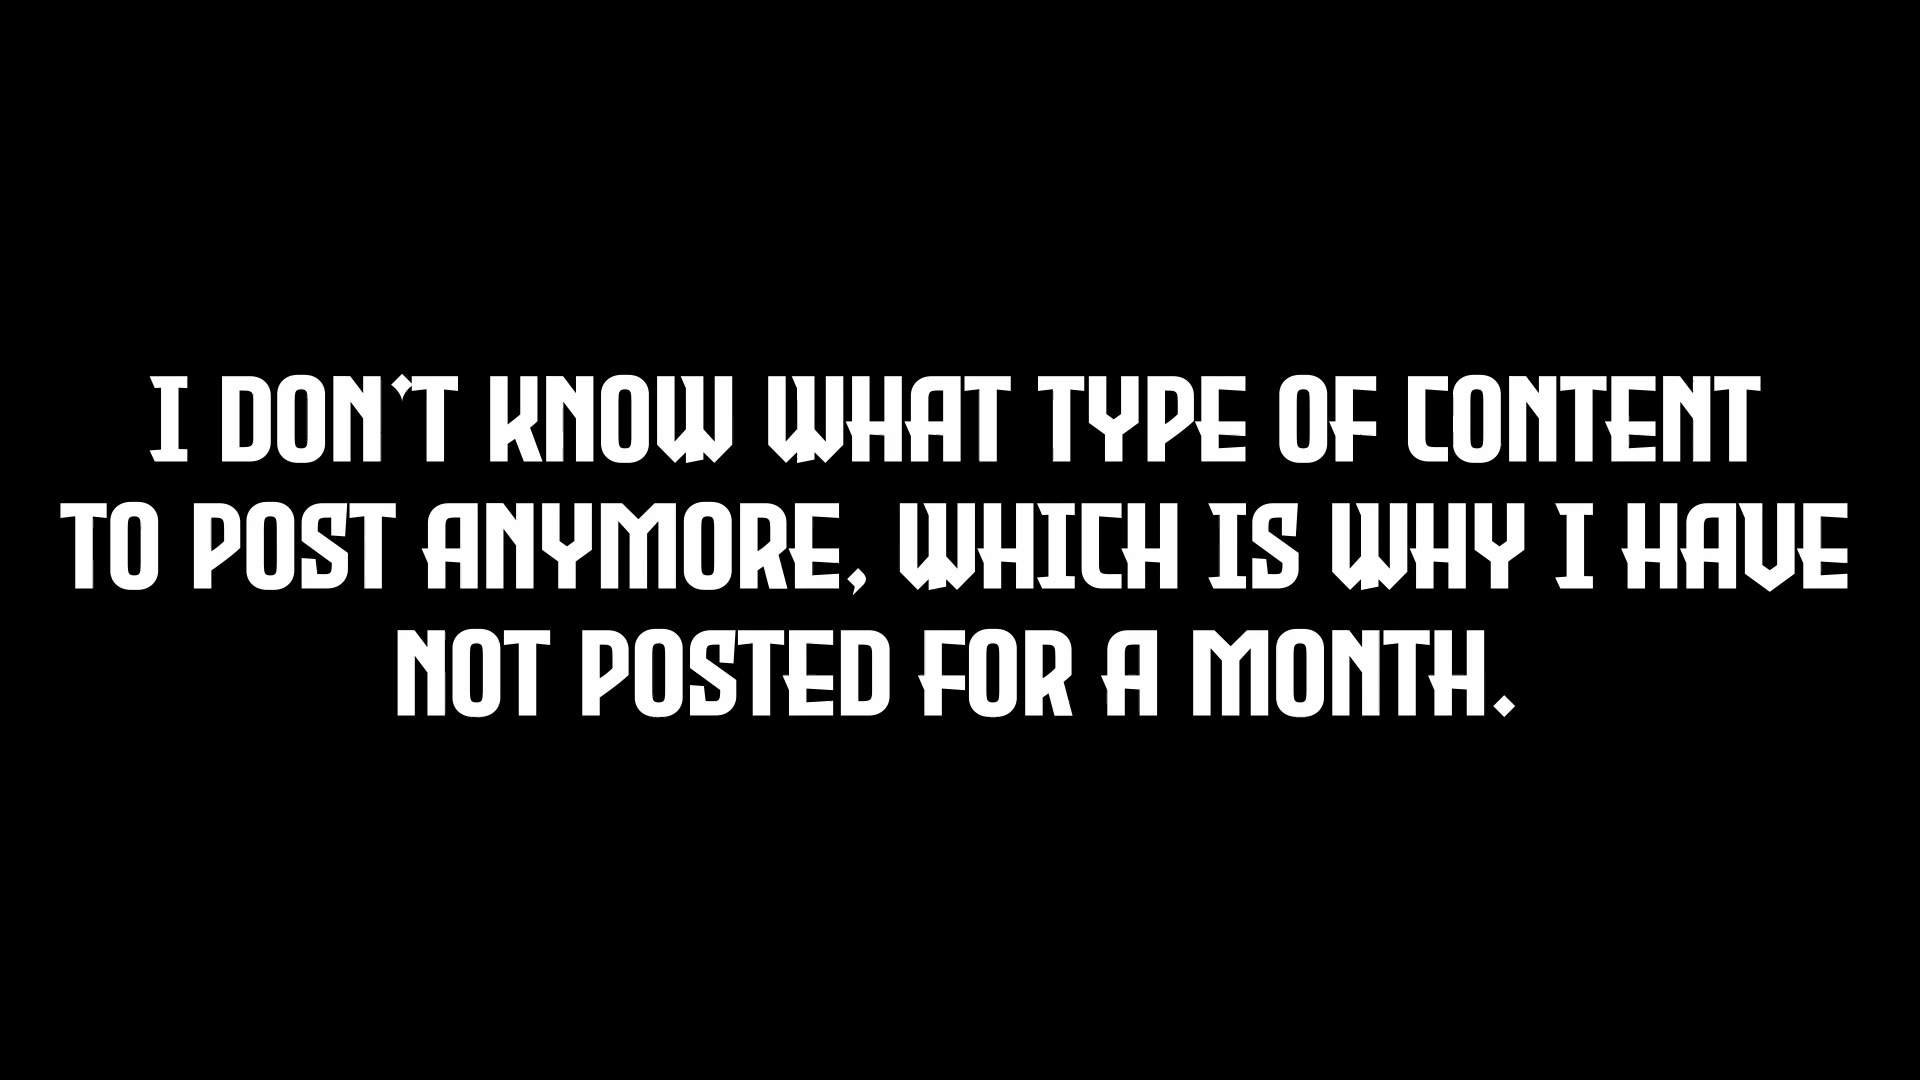 I DON'T KNOW WHAT TYPE OF CONTENT
TO POST ANYMORE, WHICH IS WHY I HAVE
NOT POSTED FOR A MONTH.